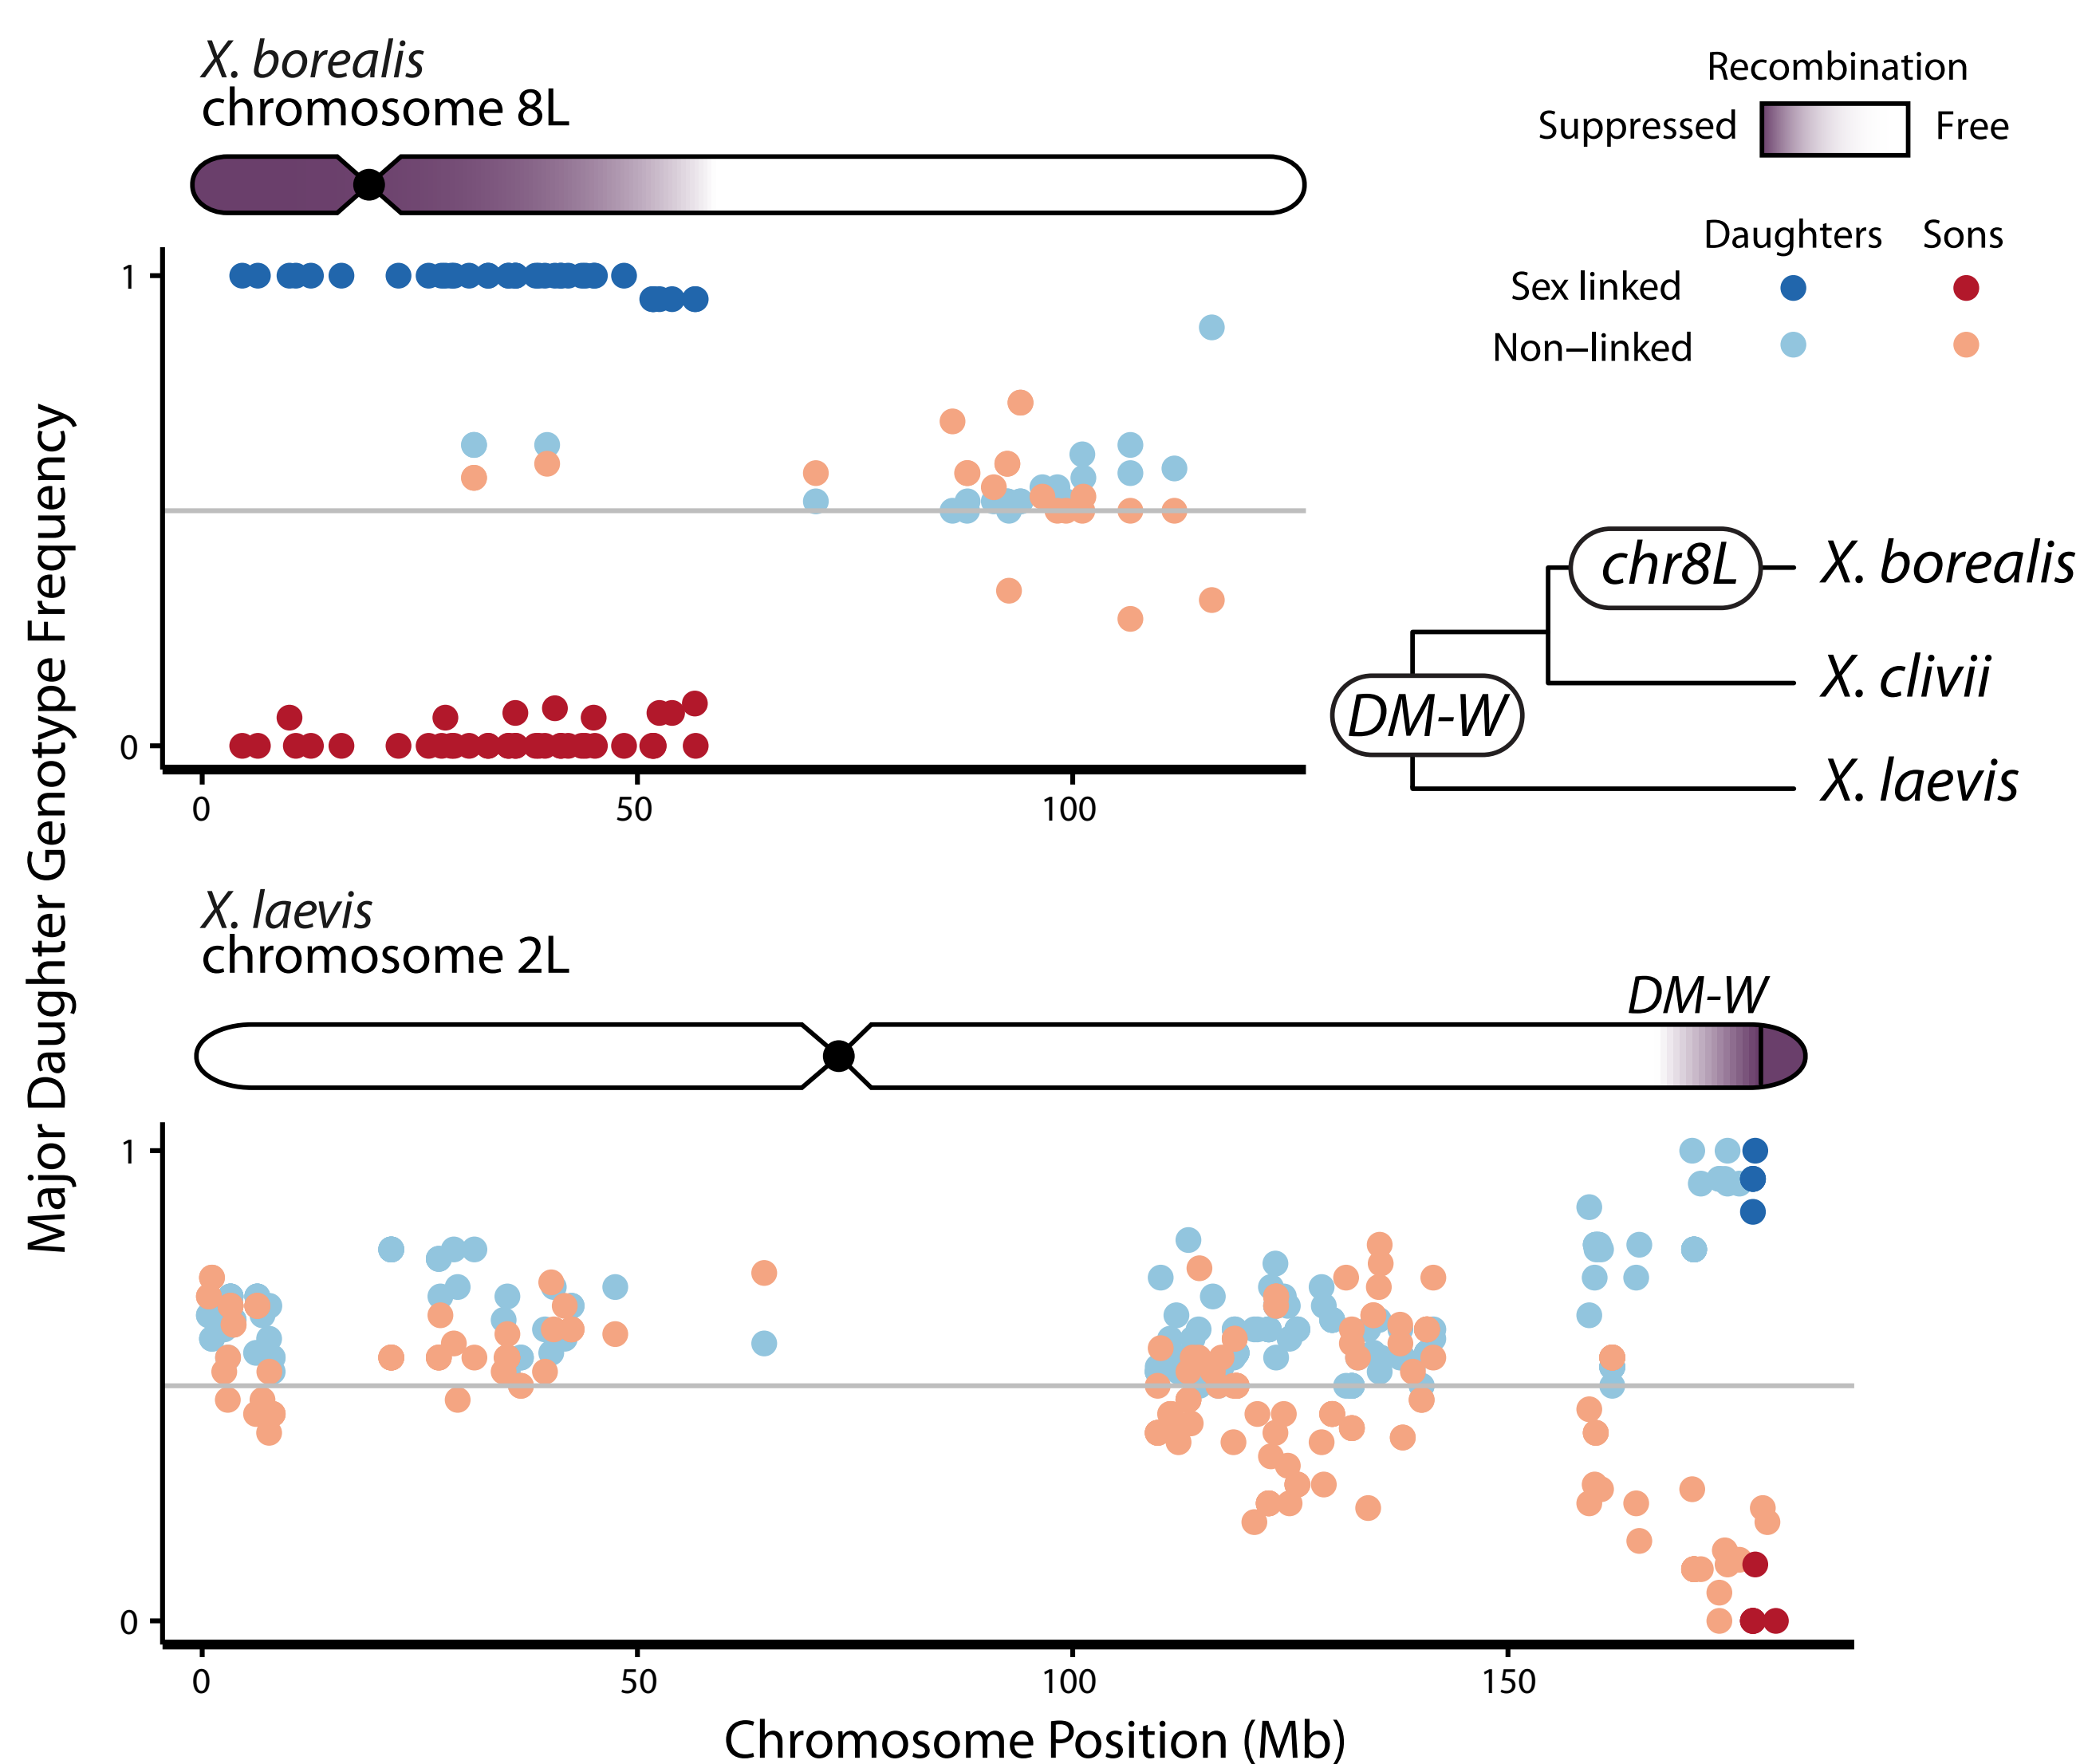 X. borealis
chromosome 8L
Recombination
Suppressed
Free
Daughters
Sons
Sex linked
Non–linked
1
0
0
50
100
chr8L
X. borealis
X. clivii
DM-W
X. laevis
Major Daughter Genotype Frequency
X. laevis
chromosome 2L
DM-W
1
0
0
50
100
150
Chromosome Position (Mb)